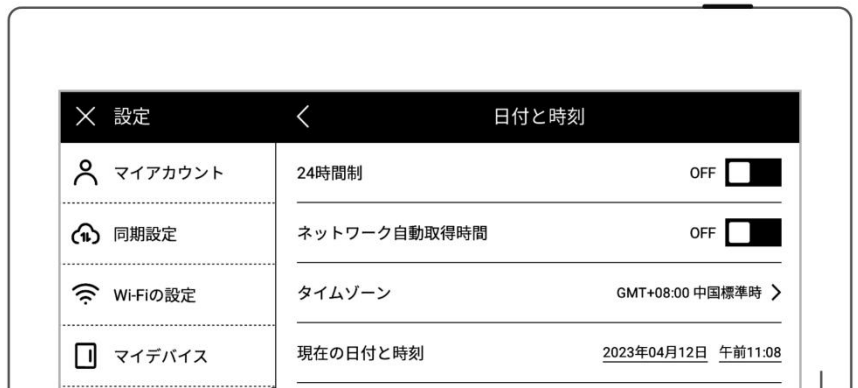 設定
日付と時刻
マイアカウント
24時間制 OFF
同期設定
ネットワーク自動取得時間 OFF
Wi-Fiの設定
タイムゾーン GMT+08:00 中国標準時
マイデバイス
現在の日付と時刻 2023年04月12日 午前11:08